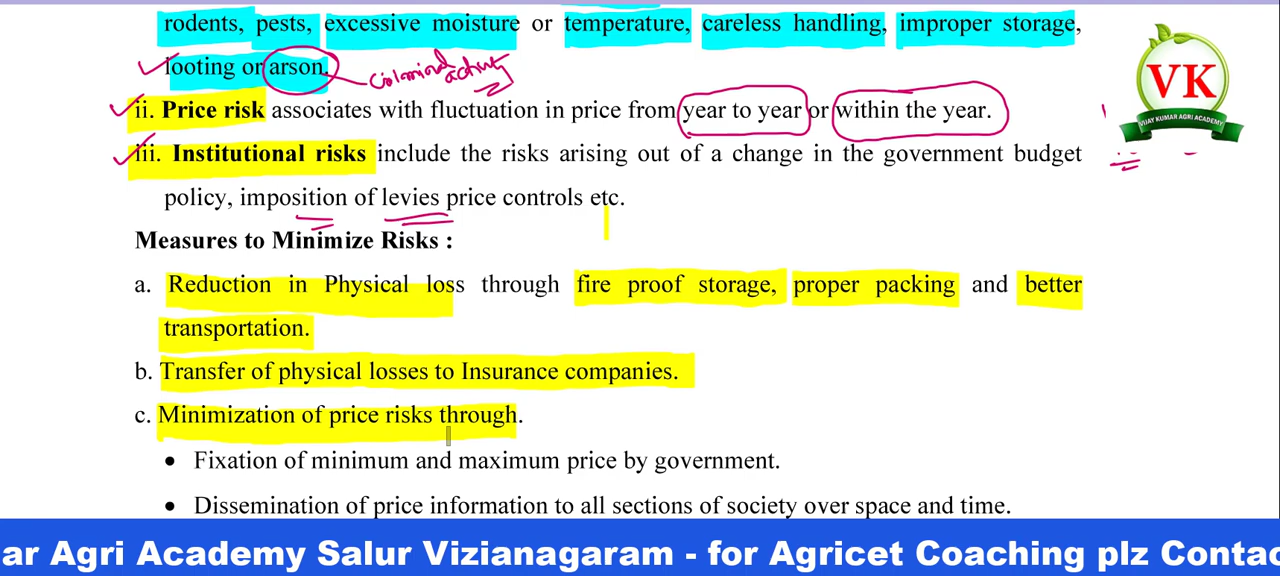 rodents, pests, excessive moisture or temperature, careless handling, improper storage,
looting or arson.
ii. Price risk associates with fluctuation in price from year to year or within the year.
iii. Institutional risks include the risks arising out of a change in the government budget
policy, imposition of levies price controls etc.
Measures to Minimize Risks :
a. Reduction in Physical loss through fire proof storage, proper packing and better
transportation.
b. Transfer of physical losses to Insurance companies.
c. Minimization of price risks through.
• Fixation of minimum and maximum price by government.
• Dissemination of price information to all sections of society over space and time.
VK
VIJAY KUMAR AGRI ACADEMY
ar Agri Academy Salur Vizianagaram - for Agricet Coaching plz Contac